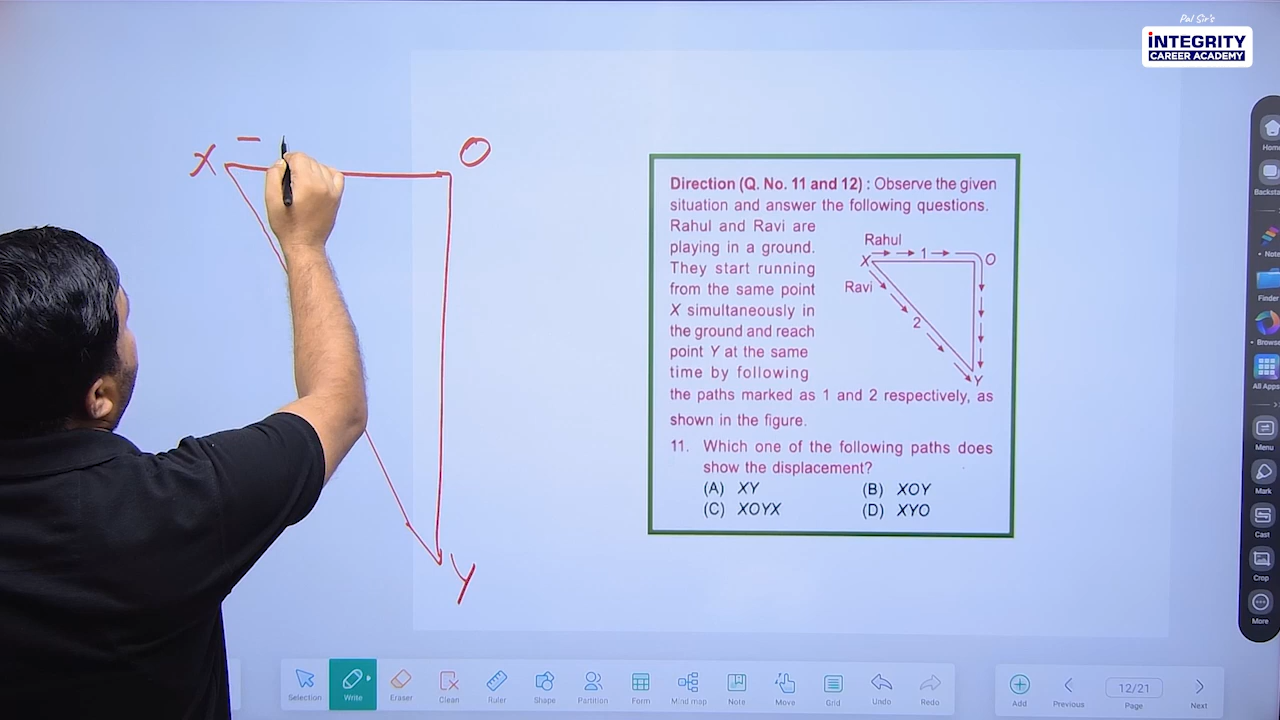 Pal Sir's
iNTEGRITY
CAREER ACADEMY
X
O
Y
Direction (Q. No. 11 and 12) : Observe the given
situation and answer the following questions.
Rahul and Ravi are
playing in a ground.
They start running
from the same point
X simultaneously in
the ground and reach
point Y at the same
time by following
the paths marked as 1 and 2 respectively, as
shown in the figure.
Rahul
1
X
O
Ravi
2
Y
11. Which one of the following paths does
show the displacement?
(A) XY
(B) XOY
(C) XOYX
(D) XYO
Home
Note
Finder
All Apps
Menu
Mark
Cast
Crop
More
Selection
Write
Eraser
Clean
Ruler
Shape
Partition
Form
Mind map
Note
Move
Grid
Undo
Redo
Add
Previous
12/21
Page
Next